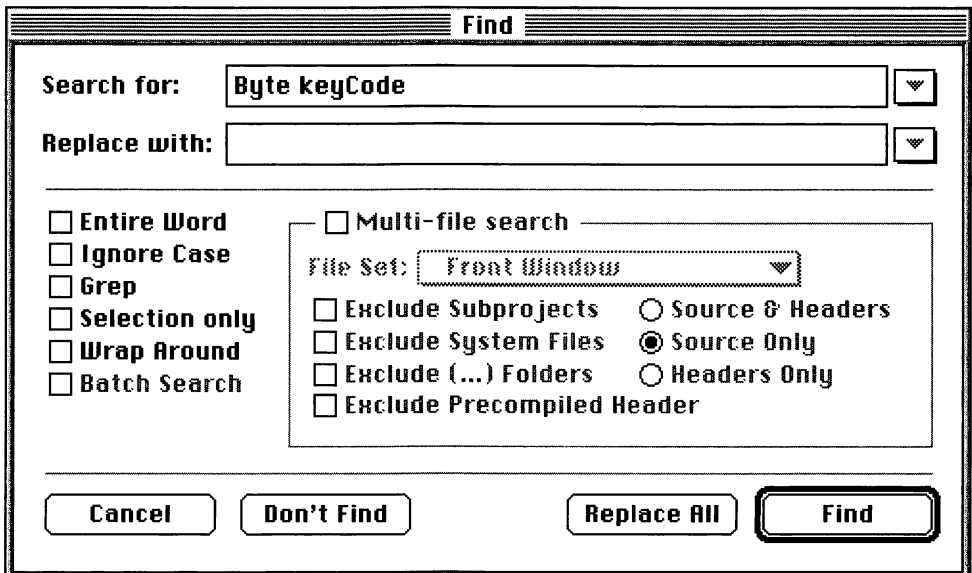 Find
Search for: Byte keyCode
Replace with:
Entire Word
Ignore Case
Grep
Selection only
Wrap Around
Batch Search
Multi-file search
File Set: Front Window
Exclude Subprojects
Exclude System Files
Exclude (...) Folders
Exclude Precompiled Header
Source & Headers
Source Only
Headers Only
Cancel Don't Find Replace All Find